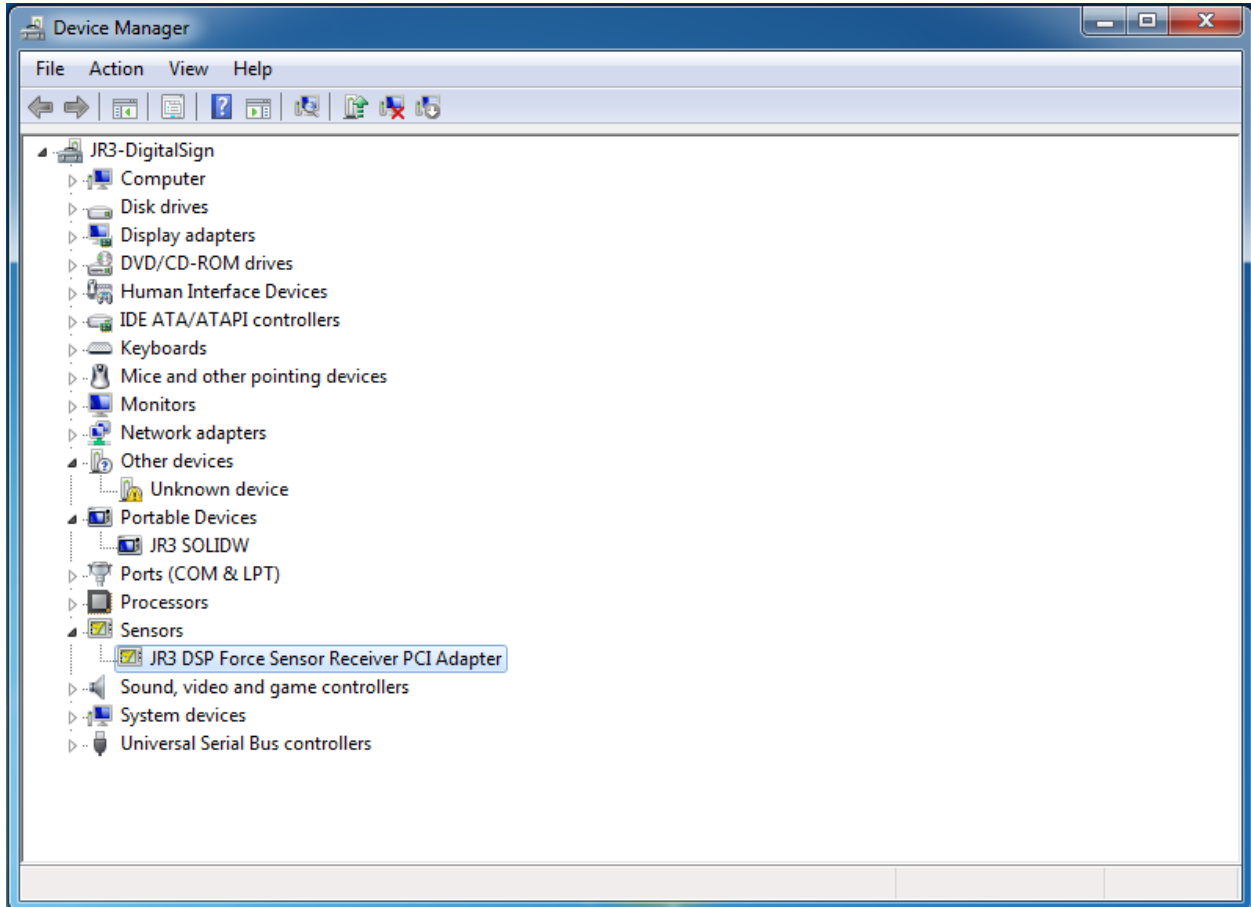 Device Manager
File Action View Help
JR3-DigitalSign
Computer
Disk drives
Display adapters
DVD/CD-ROM drives
Human Interface Devices
IDE ATA/ATAPI controllers
Keyboards
Mice and other pointing devices
Monitors
Network adapters
Other devices
Unknown device
Portable Devices
JR3 SOLIDW
Ports (COM & LPT)
Processors
Sensors
JR3 DSP Force Sensor Receiver PCI Adapter
Sound, video and game controllers
System devices
Universal Serial Bus controllers